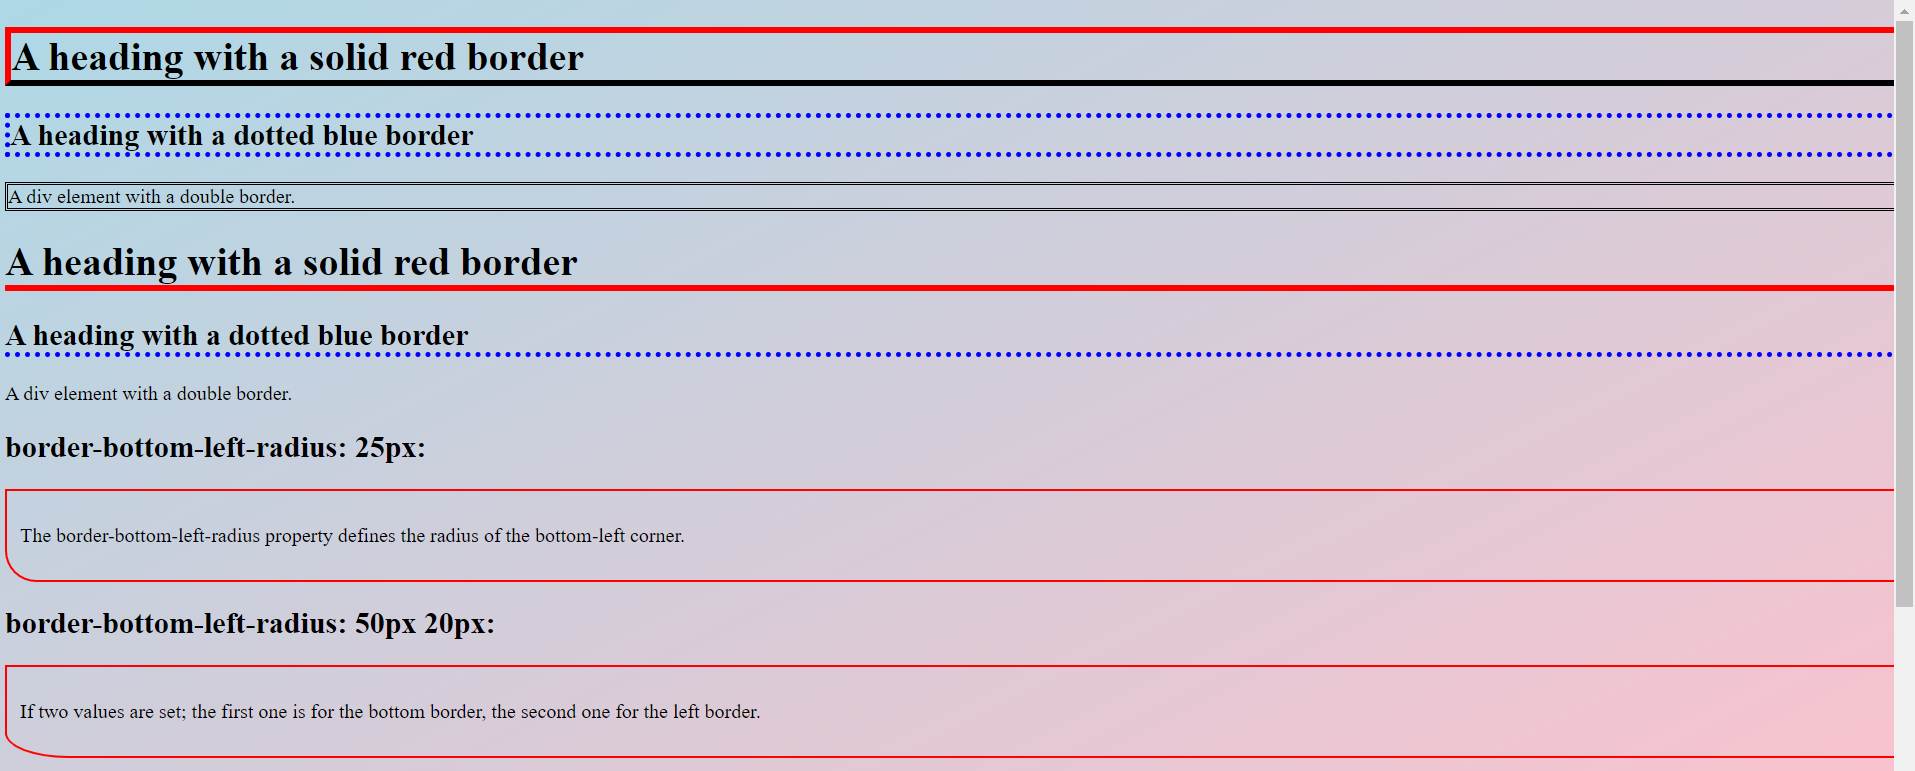 A heading with a solid red border
A heading with a dotted blue border
A div element with a double border.
A heading with a solid red border
A heading with a dotted blue border
A div element with a double border.
border-bottom-left-radius: 25px:
The border-bottom-left-radius property defines the radius of the bottom-left corner.
border-bottom-left-radius: 50px 20px:
If two values are set; the first one is for the bottom border, the second one for the left border.